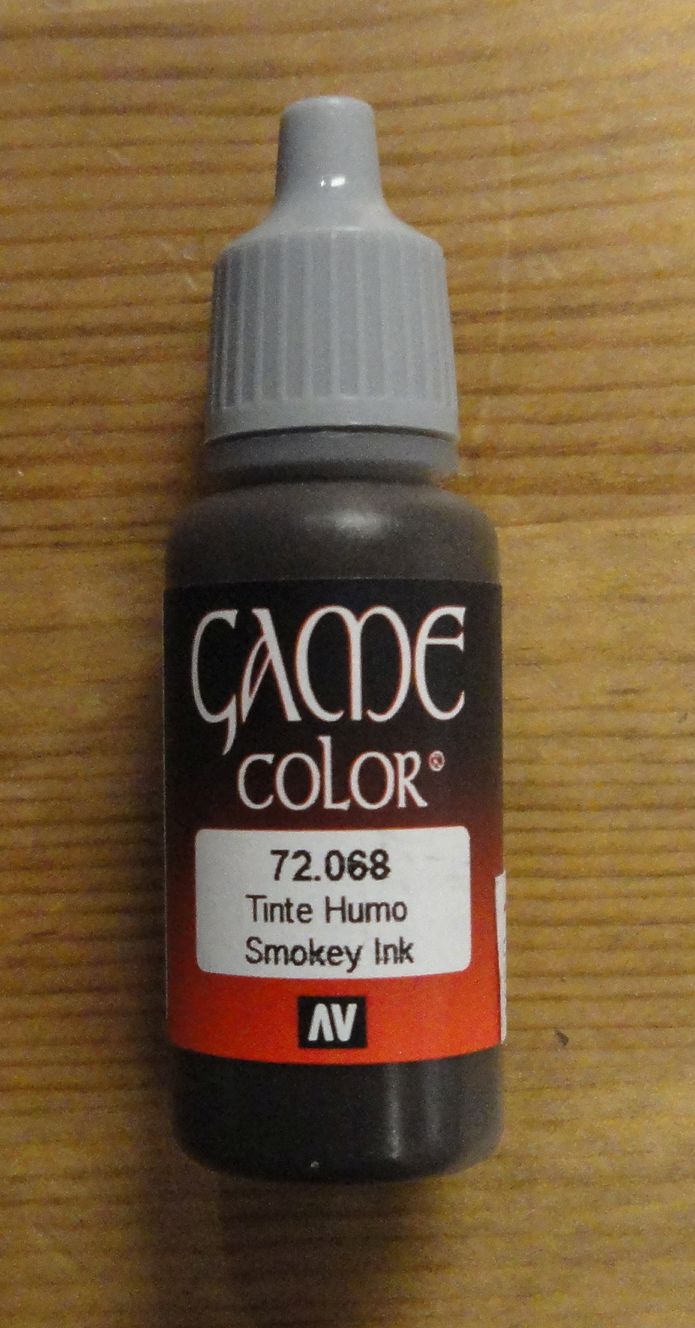 GAME
COLOR®
72.068
Tinte Humo
Smokey Ink
AV